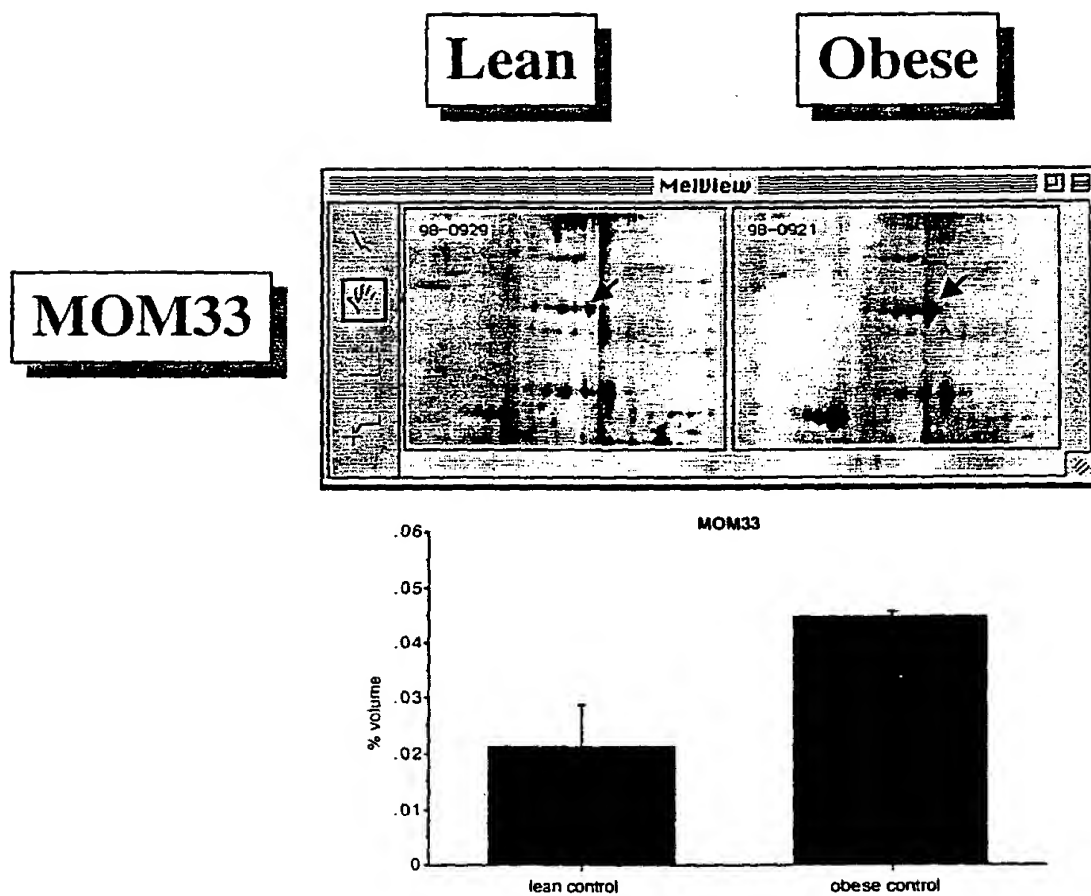 Lean
Obese
MelView
98-0929
98-0921
MOM33
MOM33
.06
.05
.04
.03
.02
.01
0
% volume
lean control
obese control